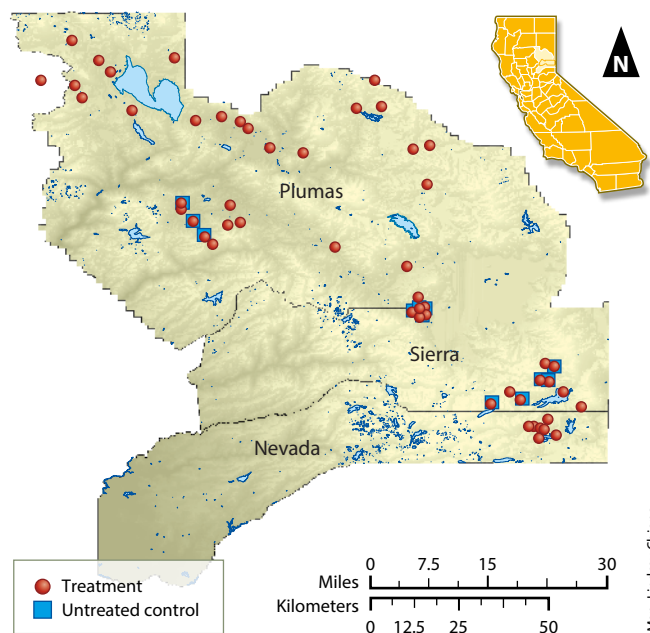 N
Plumas
Sierra
Nevada
Treatment
Untreated control
0 7.5 15 30
Miles
Kilometers
0 12.5 25 50